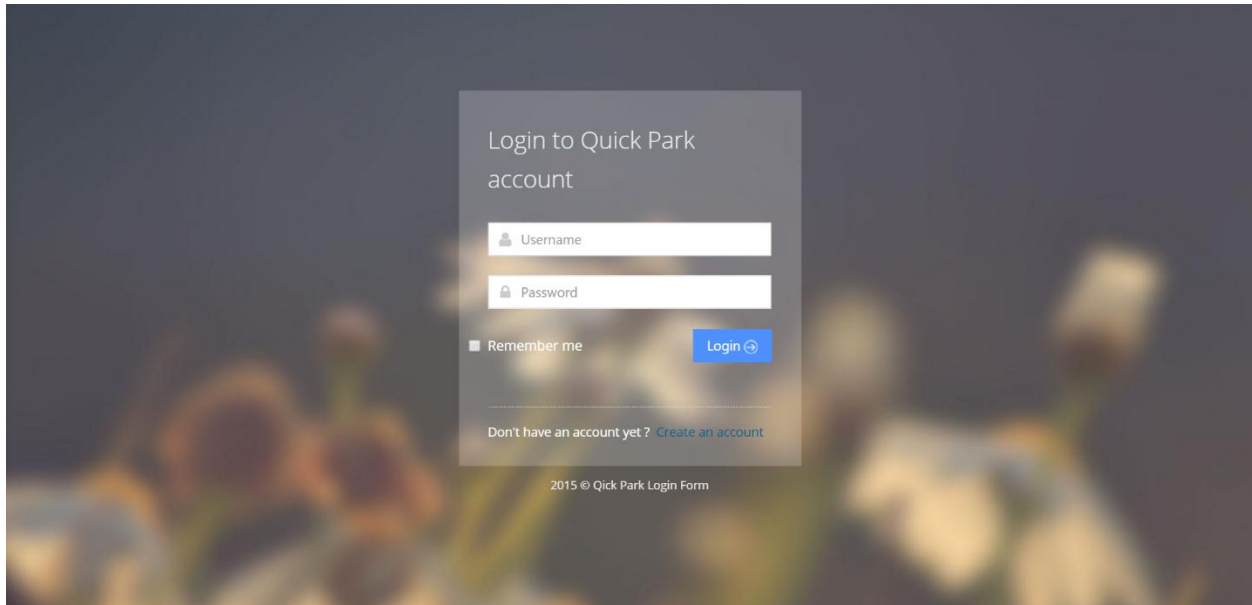 Login to Quick Park
account
Username
Password
Remember me
Login
Don't have an account yet ? Create an account
2015 © Qick Park Login Form